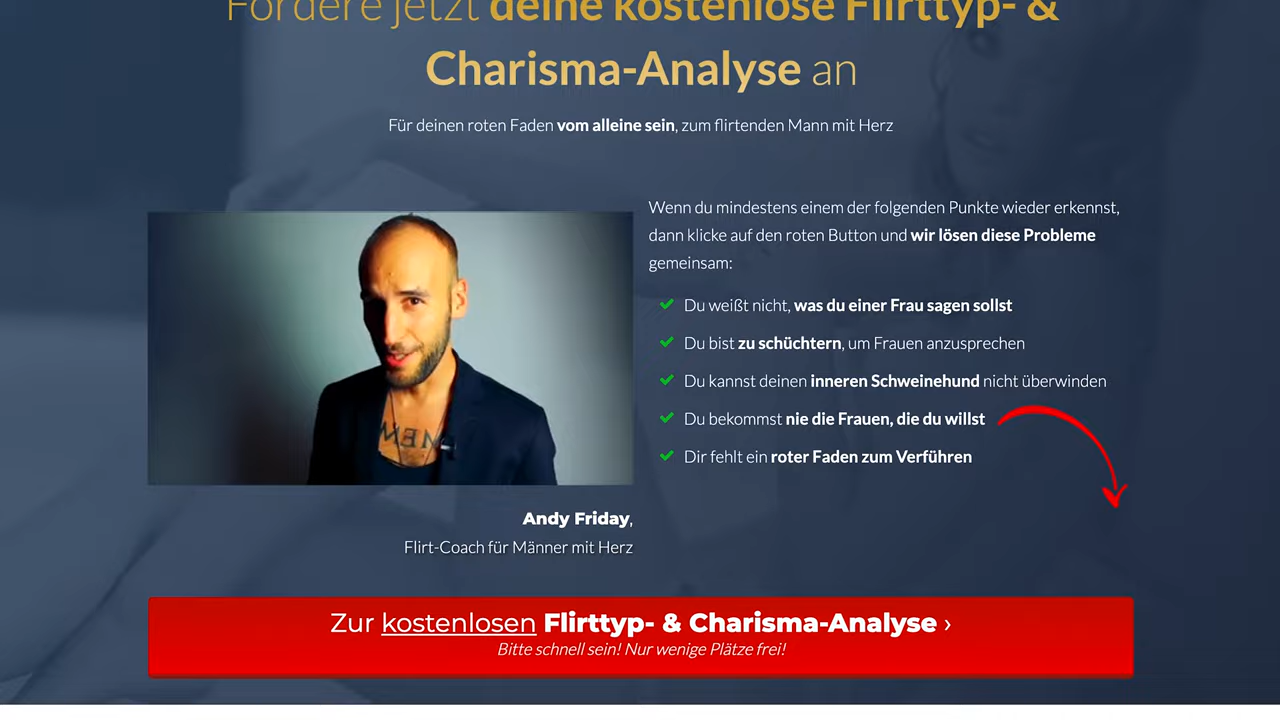 Fordere jetzt deine kostenlose Flirttyp- &
Charisma-Analyse an
Für deinen roten Faden vom alleine sein, zum flirtenden Mann mit Herz
Wenn du mindestens einem der folgenden Punkte wieder erkennst,
dann klicke auf den roten Button und wir lösen diese Probleme
gemeinsam:
Du weißt nicht, was du einer Frau sagen sollst
Du bist zu schüchtern, um Frauen anzusprechen
Du kannst deinen inneren Schweinehund nicht überwinden
Du bekommst nie die Frauen, die du willst
Dir fehlt ein roter Faden zum Verführen
Andy Friday,
Flirt-Coach für Männer mit Herz
Zur kostenlosen Flirttyp- & Charisma-Analyse ›
Bitte schnell sein! Nur wenige Plätze frei!